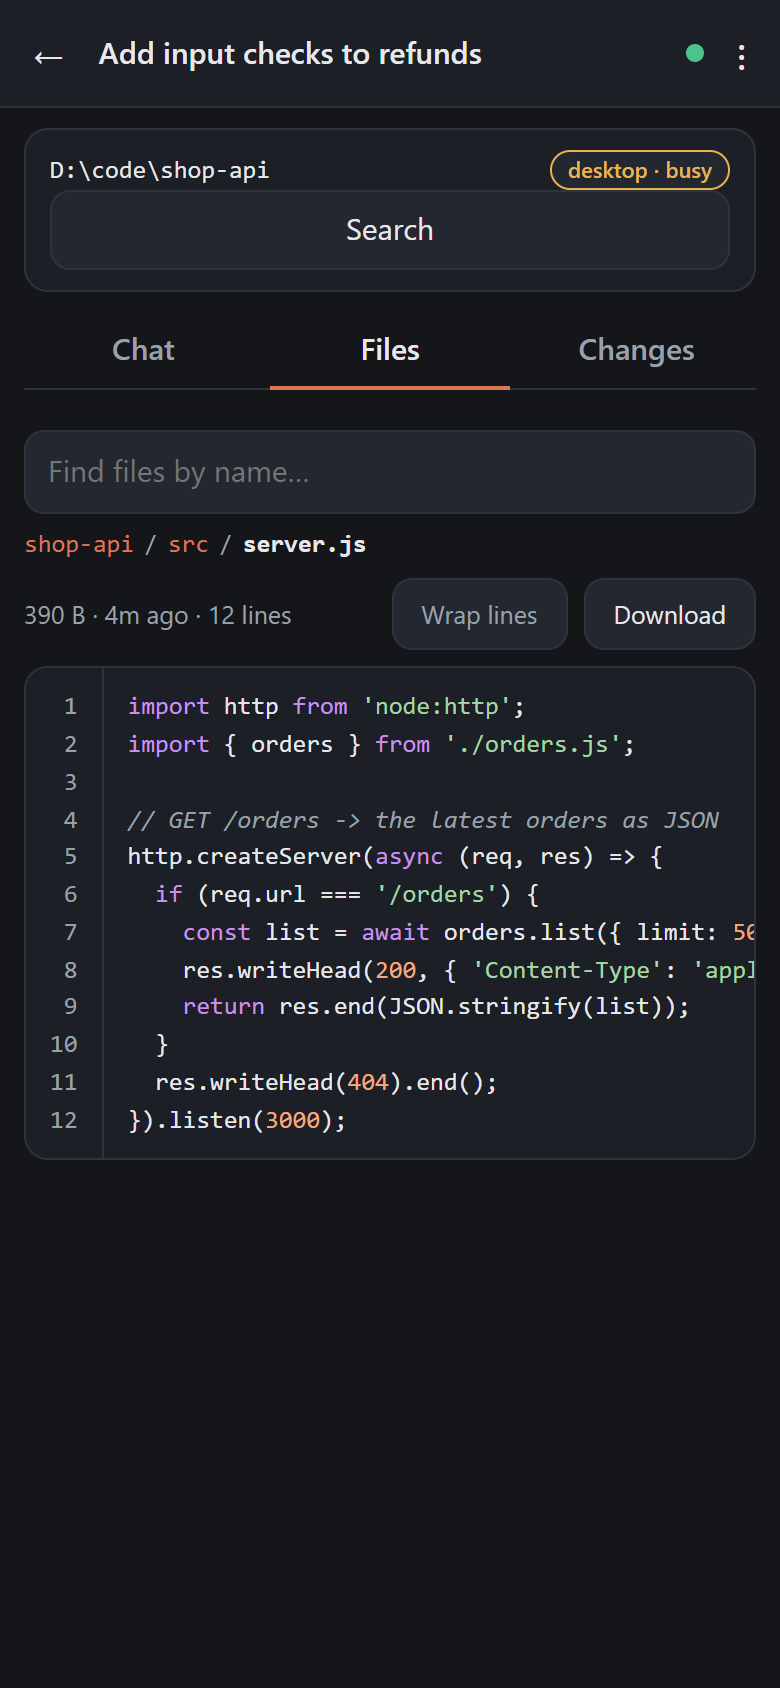 ← Add input checks to refunds
D:\code\shop-api desktop · busy
Search
Chat Files Changes
Find files by name...
shop-api / src / server.js
390 B · 4m ago · 12 lines Wrap lines Download
1 import http from 'node:http';
2 import { orders } from './orders.js';
3
4 // GET /orders -> the latest orders as JSON
5 http.createServer(async (req, res) => {
6   if (req.url === '/orders') {
7     const list = await orders.list({ limit: 50
8     res.writeHead(200, { 'Content-Type': 'appl
9     return res.end(JSON.stringify(list));
10   }
11   res.writeHead(404).end();
12 }).listen(3000);